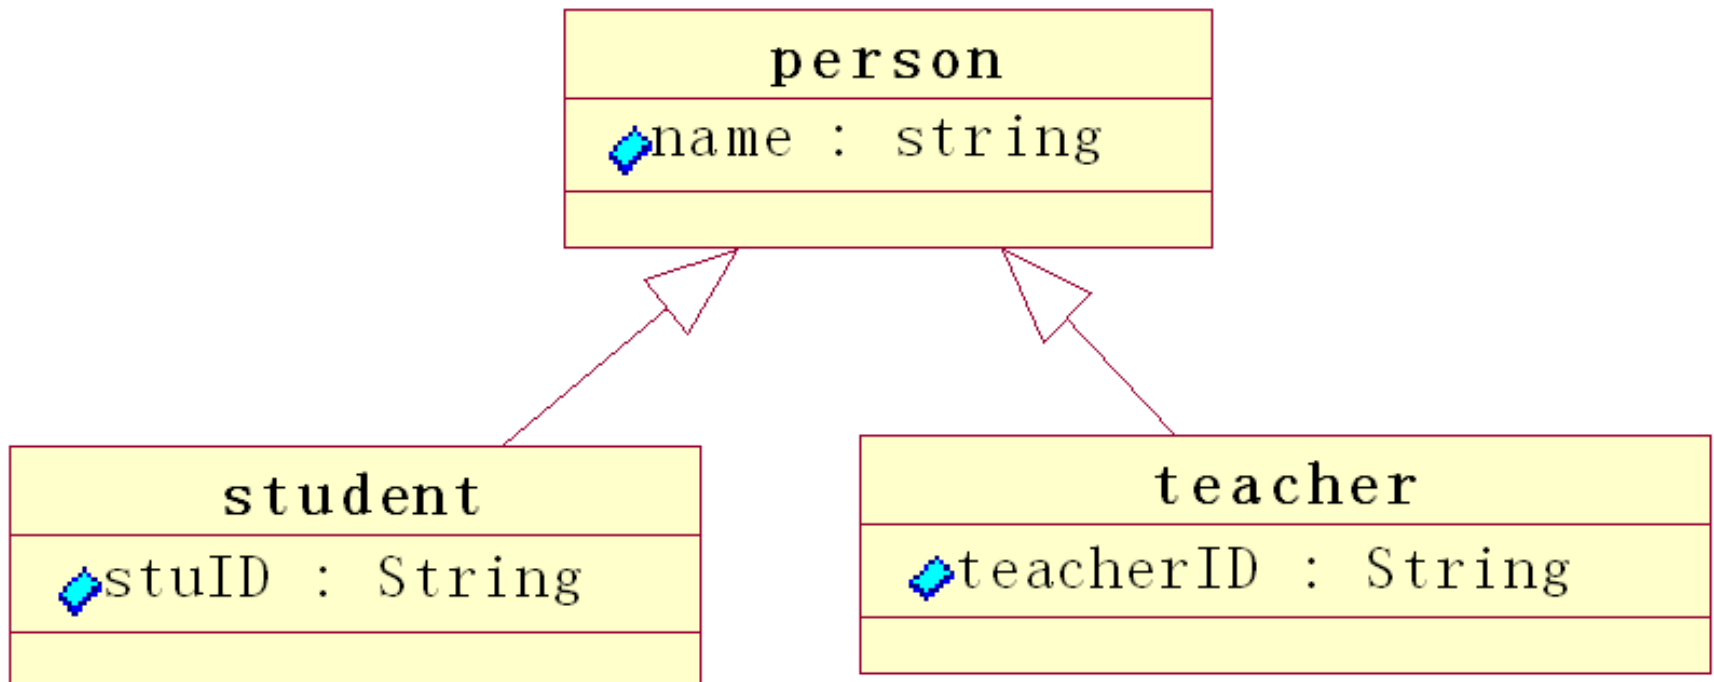 person
name : string
student
stuID : String
teacher
teacherID : String